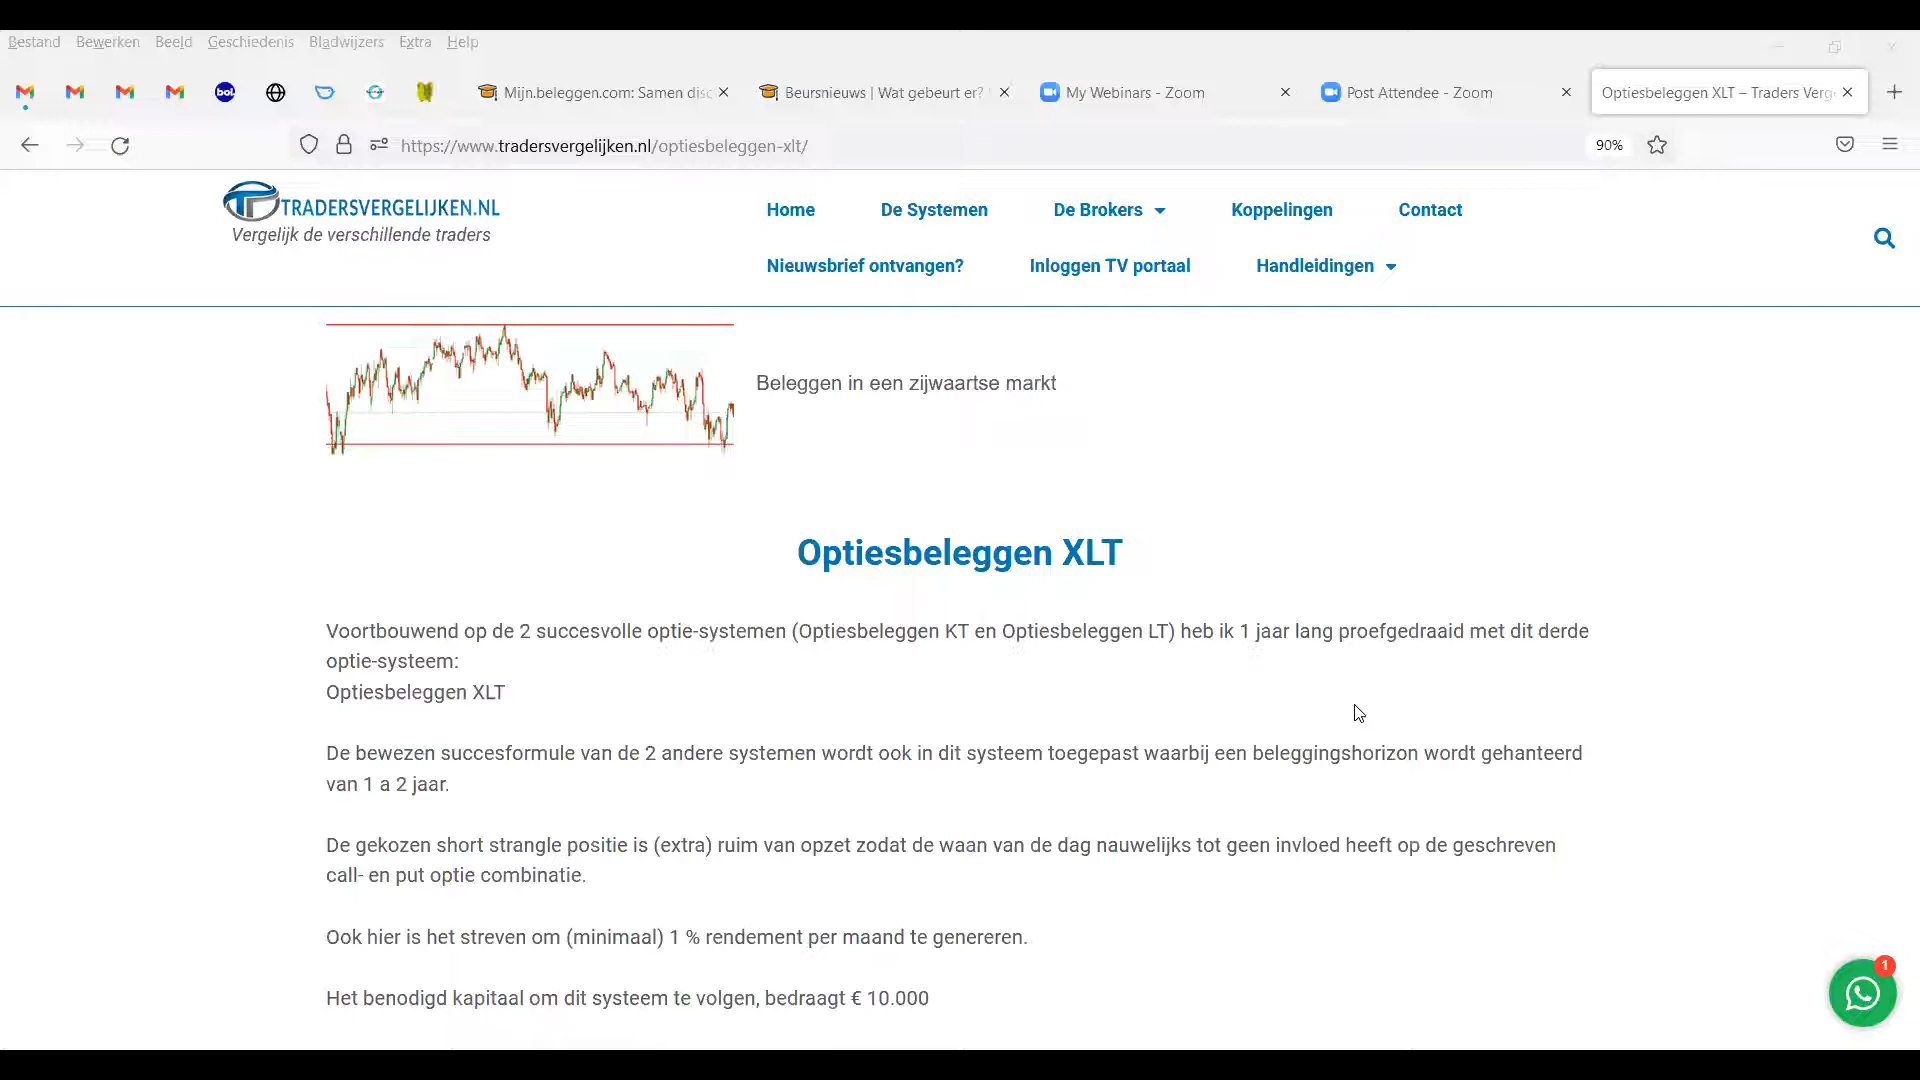 Bestand Bewerken Beeld Geschiedenis Bladwijzers Extra Help
bol Mijn.beleggen.com: Samen disc Beursnieuws | Wat gebeurt er? My Webinars - Zoom Post Attendee - Zoom Optiesbeleggen XLT – Traders Verg
https://www.tradersvergelijken.nl/optiesbeleggen-xlt/ 90%
TRADERSVERGELIJKEN.NL
Vergelijk de verschillende traders
Home De Systemen De Brokers Koppelingen Contact
Nieuwsbrief ontvangen? Inloggen TV portaal Handleidingen
Beleggen in een zijwaartse markt
Optiesbeleggen XLT
Voortbouwend op de 2 succesvolle optie-systemen (Optiesbeleggen KT en Optiesbeleggen LT) heb ik 1 jaar lang proefgedraaid met dit derde
optie-systeem:
Optiesbeleggen XLT
De bewezen succesformule van de 2 andere systemen wordt ook in dit systeem toegepast waarbij een beleggingshorizon wordt gehanteerd
van 1 a 2 jaar.
De gekozen short strangle positie is (extra) ruim van opzet zodat de waan van de dag nauwelijks tot geen invloed heeft op de geschreven
call- en put optie combinatie.
Ook hier is het streven om (minimaal) 1 % rendement per maand te genereren.
Het benodigd kapitaal om dit systeem te volgen, bedraagt € 10.000
1